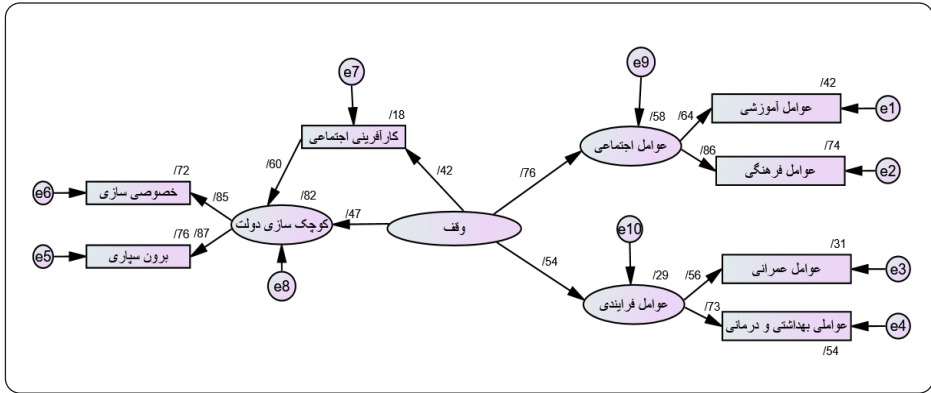 e9
e7
/42
عوامل آموزشی
e1
/18
/58
/64
کارآفرینی اجتماعی
عوامل اجتماعی
/86
/74
/42
/60
/76
عوامل فرهنگی
e2
/72
e6
خصوصی سازی
/85
/82
کوچک سازی دولت
/47
وقف
e10
/76
/87
/31
e5
برون سپاری
/54
عوامل عمرانی
e3
e8
/29
/56
عوامل فرایندی
/73
عواملی بهداشتی و درمانی
e4
/54